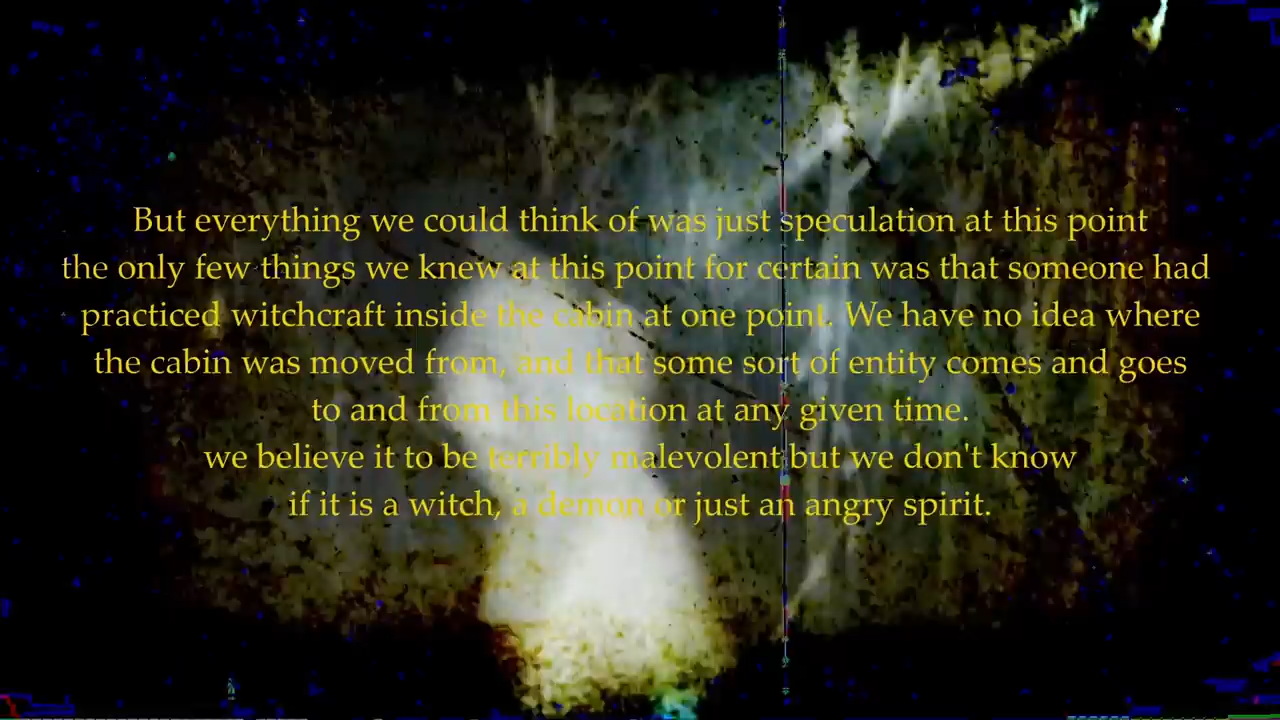 But everything we could think of was just speculation at this point
the only few things we knew at this point for certain was that someone had
practiced witchcraft inside the cabin at one point. We have no idea where
the cabin was moved from, and that some sort of entity comes and goes
to and from this location at any given time.
we believe it to be terribly malevolent but we don't know
if it is a witch, a demon or just an angry spirit.